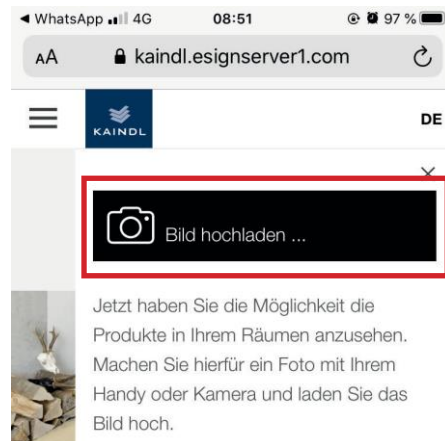 ◀ WhatsApp 4G 08:51 97 %
AA kaindl.esignserver1.com
KAINDL DE
Bild hochladen ...
Jetzt haben Sie die Möglichkeit die
Produkte in Ihrem Räumen anzusehen.
Machen Sie hierfür ein Foto mit Ihrem
Handy oder Kamera und laden Sie das
Bild hoch.